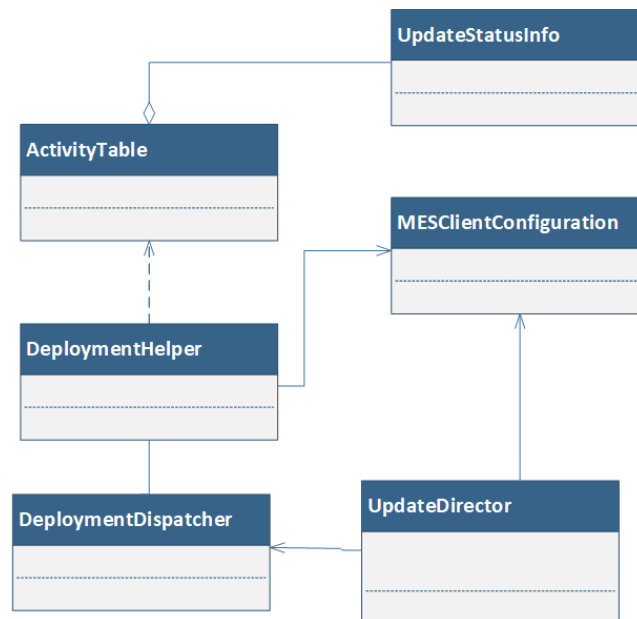 UpdateStatusInfo
ActivityTable
MESClientConfiguration
DeploymentHelper
UpdateDirector
DeploymentDispatcher